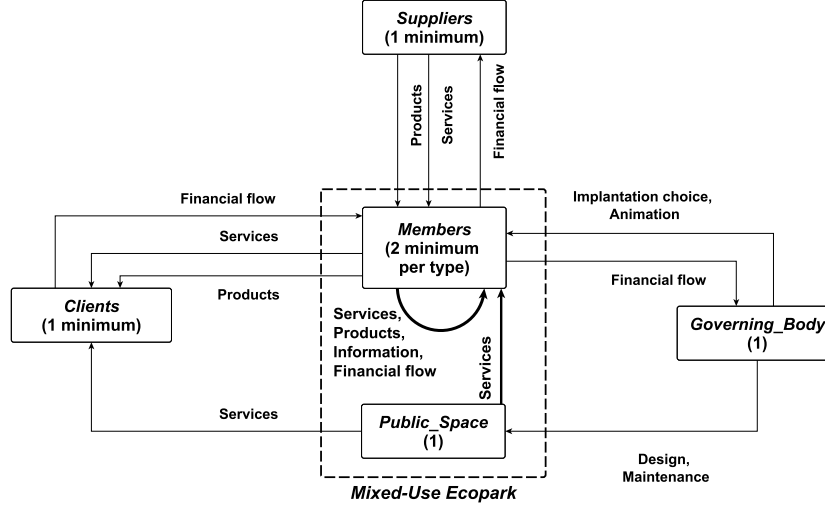 Suppliers
(1 minimum)
Products
Services
Financial flow
Financial flow
Services
Products
Members
(2 minimum
per type)
Implantation choice,
Animation
Financial flow
Clients
(1 minimum)
Governing_Body
(1)
Services,
Products,
Information,
Financial flow
Services
Services
Public_Space
(1)
Design,
Maintenance
Mixed-Use Ecopark